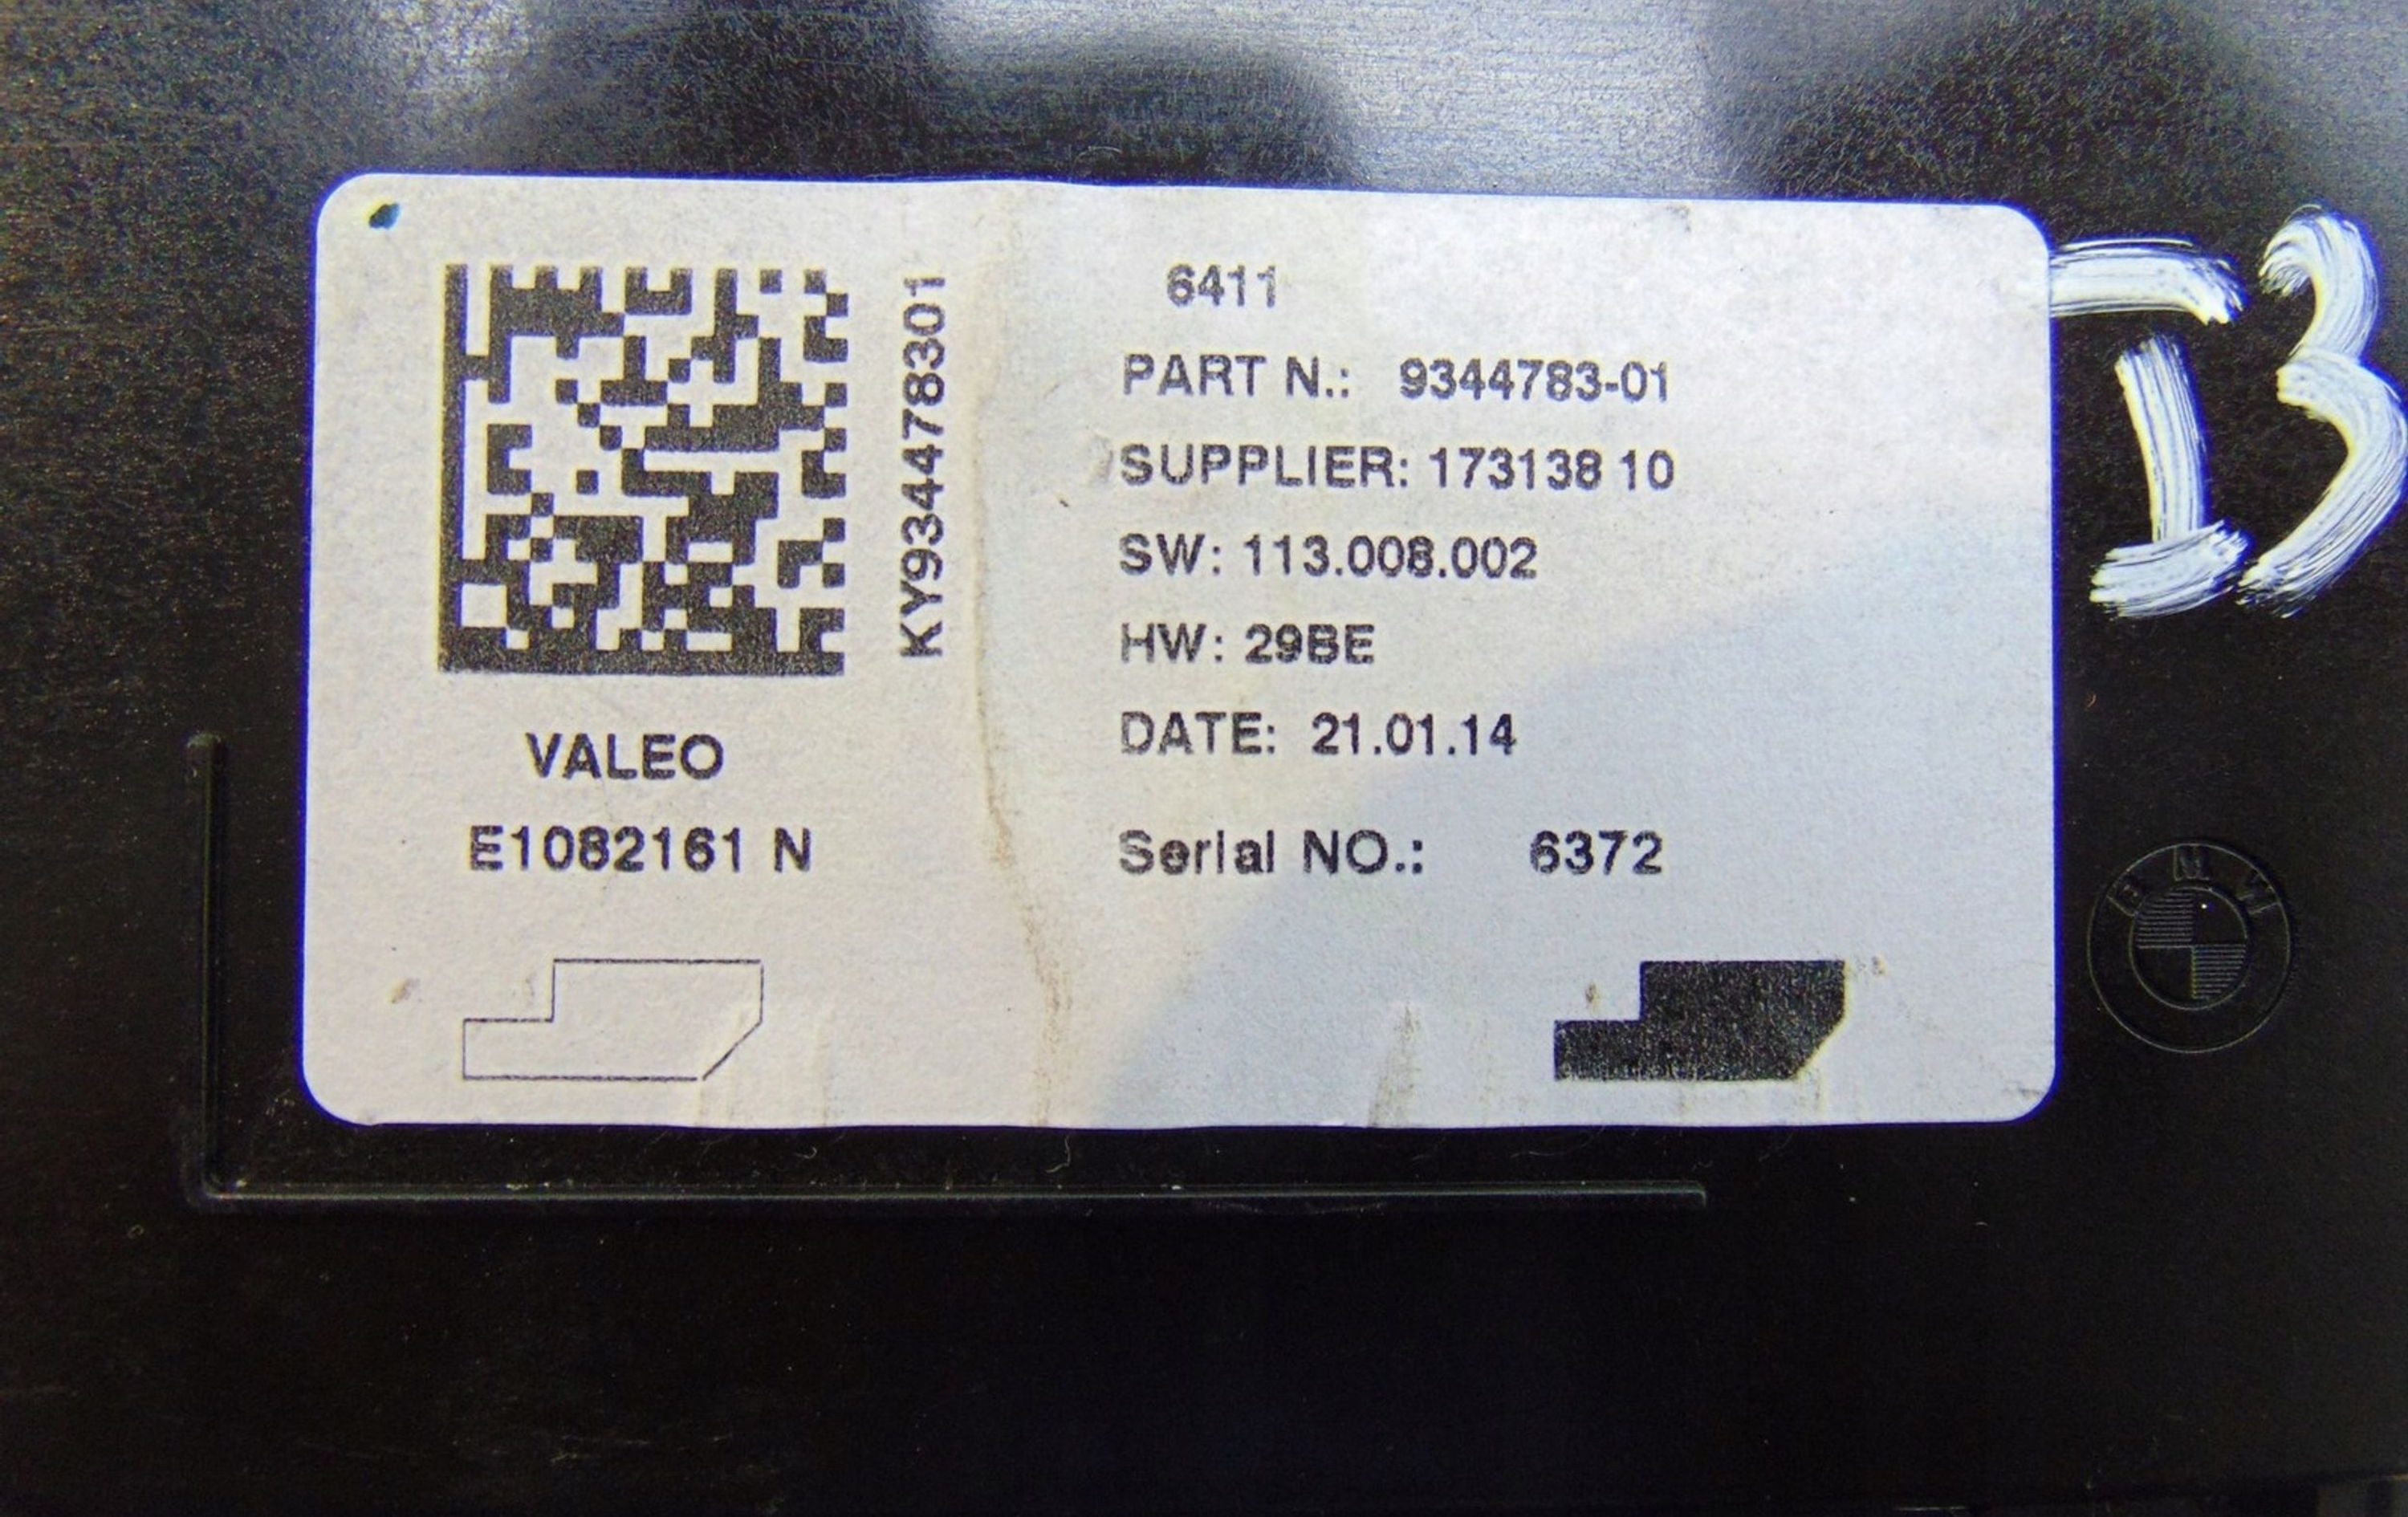 KY934478301
VALEO
E1082161 N
6411
PART N.: 9344783-01
SUPPLIER: 173138 10
SW: 113.008.002
HW: 29BE
DATE: 21.01.14
Serial NO.: 6372
I3
BMW